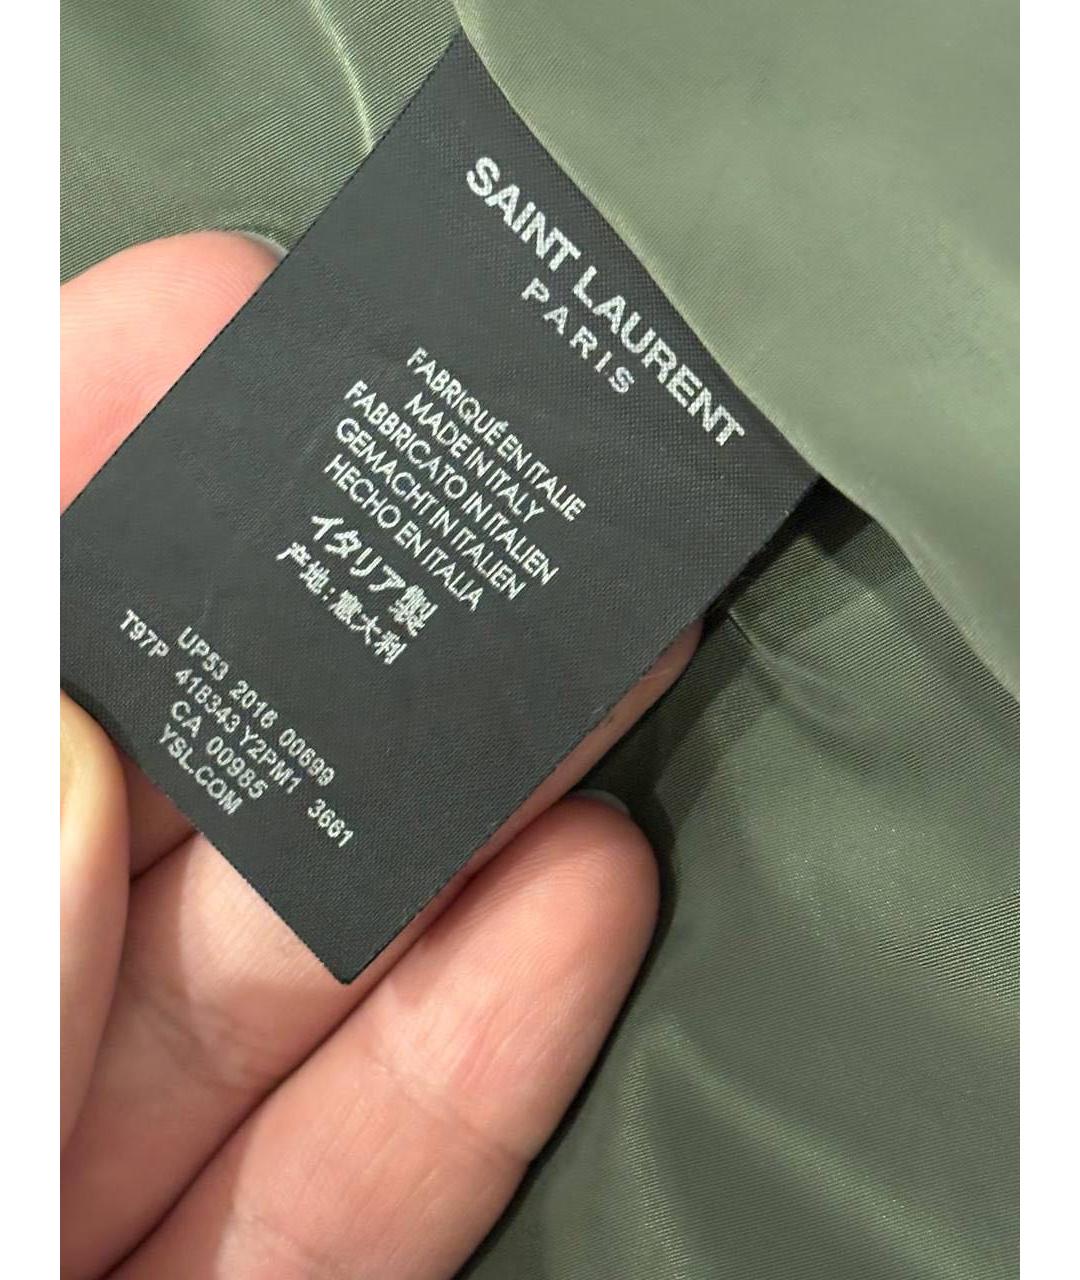 SAINT LAURENT
PARIS
FABRIQUÉ EN ITALIE
MADE IN ITALY
FABBRICATO IN ITALIEN
GEMACHT IN ITALIEN
HECHO EN ITALIA
イタリア製
产地:意大利
UP53 2016 00699
T97P 418343 Y2PM1 3661
CA 00985
YSL.COM